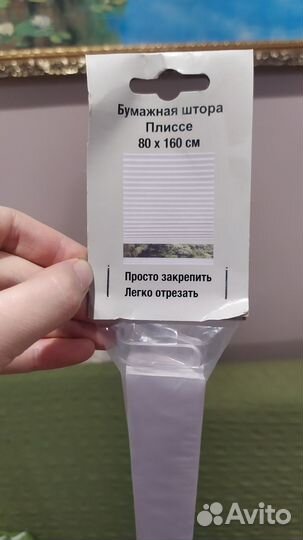 Бумажная штора
Плиссе
80 x 160 см
Просто закрепить
Легко отрезать
Avito